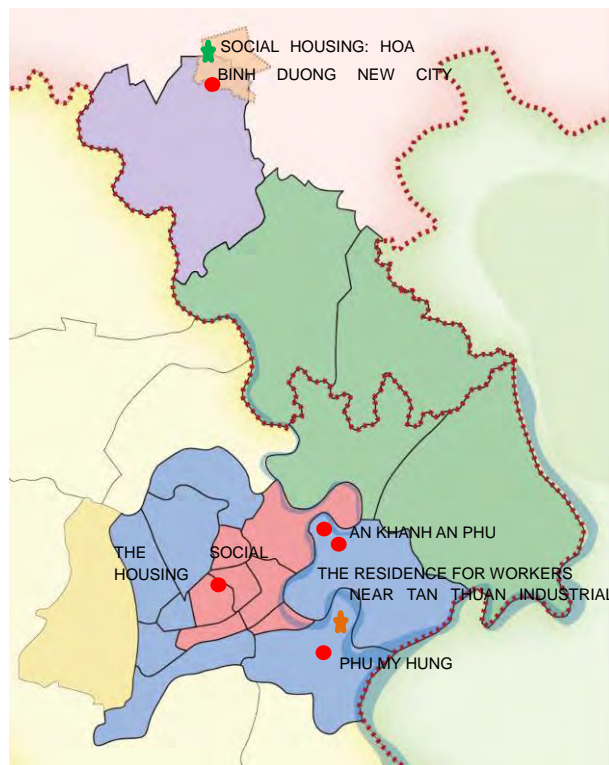 SOCIAL HOUSING: HOA
BINH DUONG NEW CITY
AN KHANH AN PHU
THE SOCIAL
HOUSING
THE RESIDENCE FOR WORKERS
NEAR TAN THUAN INDUSTRIAL
PHU MY HUNG